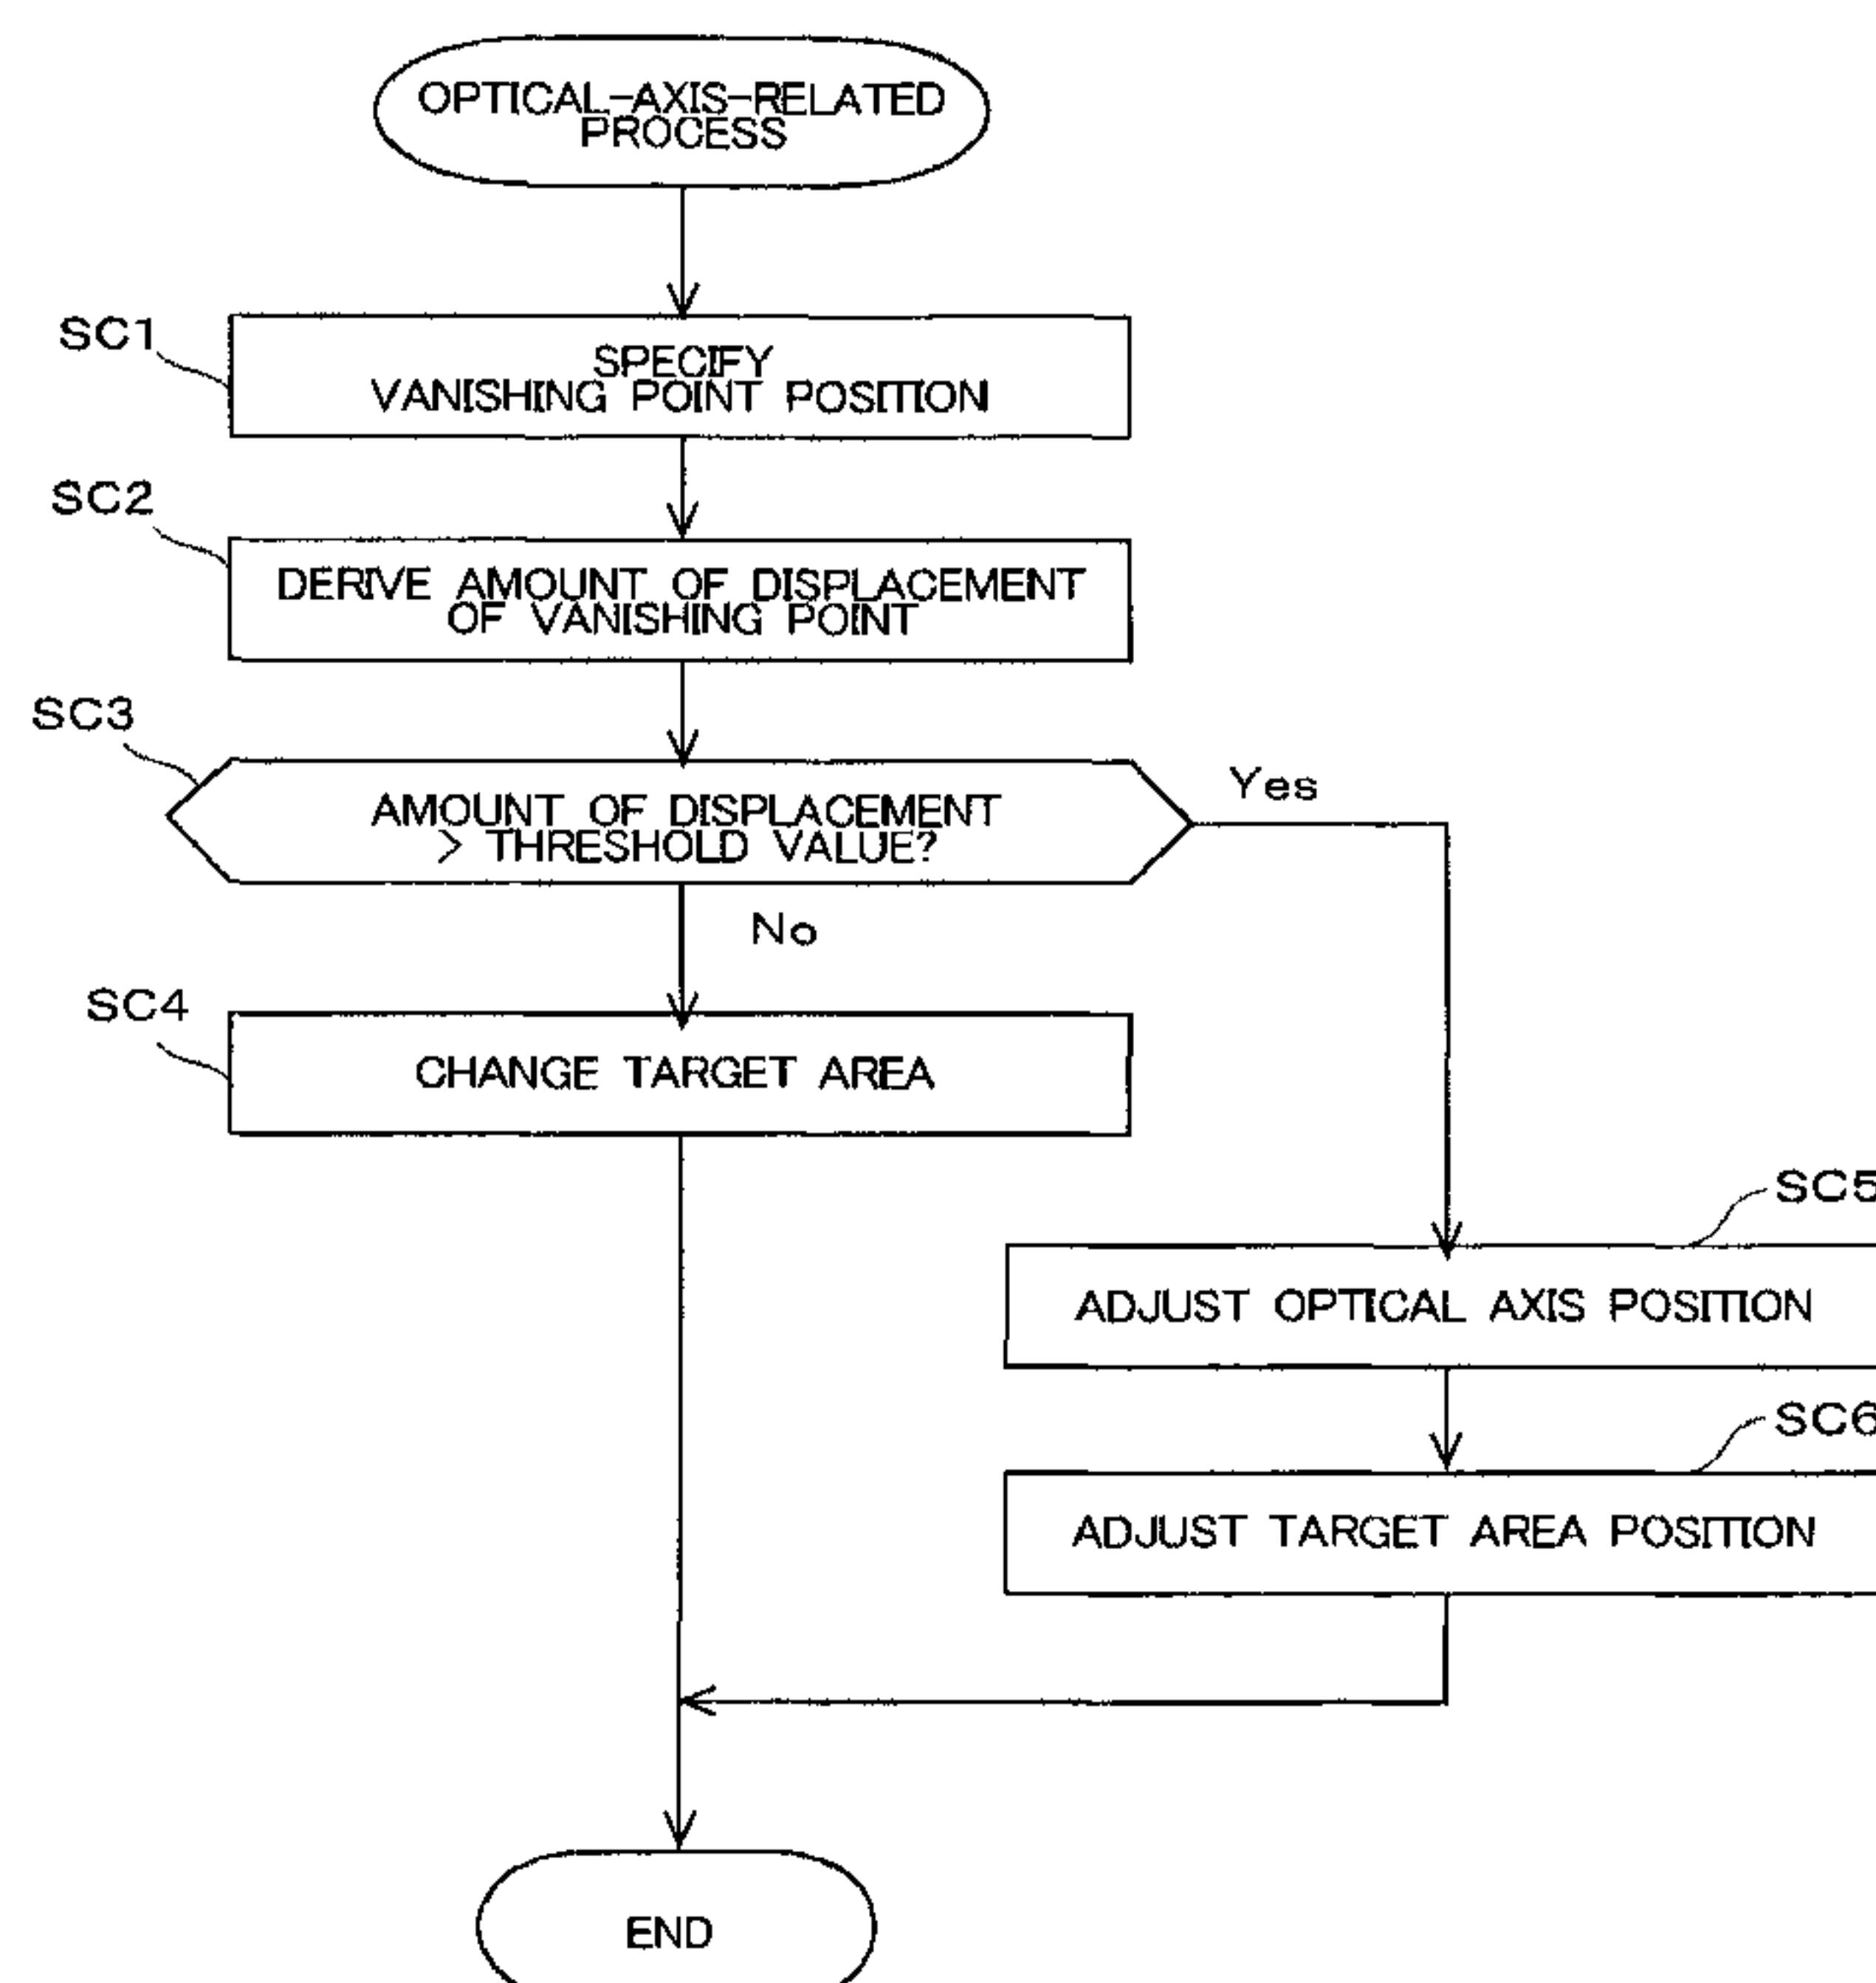 OPTICAL-AXIS-RELATED
PROCESS
SC1
SPECIFY
VANISHING POINT POSITION
SC2
DERIVE AMOUNT OF DISPLACEMENT
OF VANISHING POINT
SC3
AMOUNT OF DISPLACEMENT
> THRESHOLD VALUE?
Yes
No
SC4
CHANGE TARGET AREA
SC5
ADJUST OPTICAL AXIS POSITION
SC6
ADJUST TARGET AREA POSITION
END